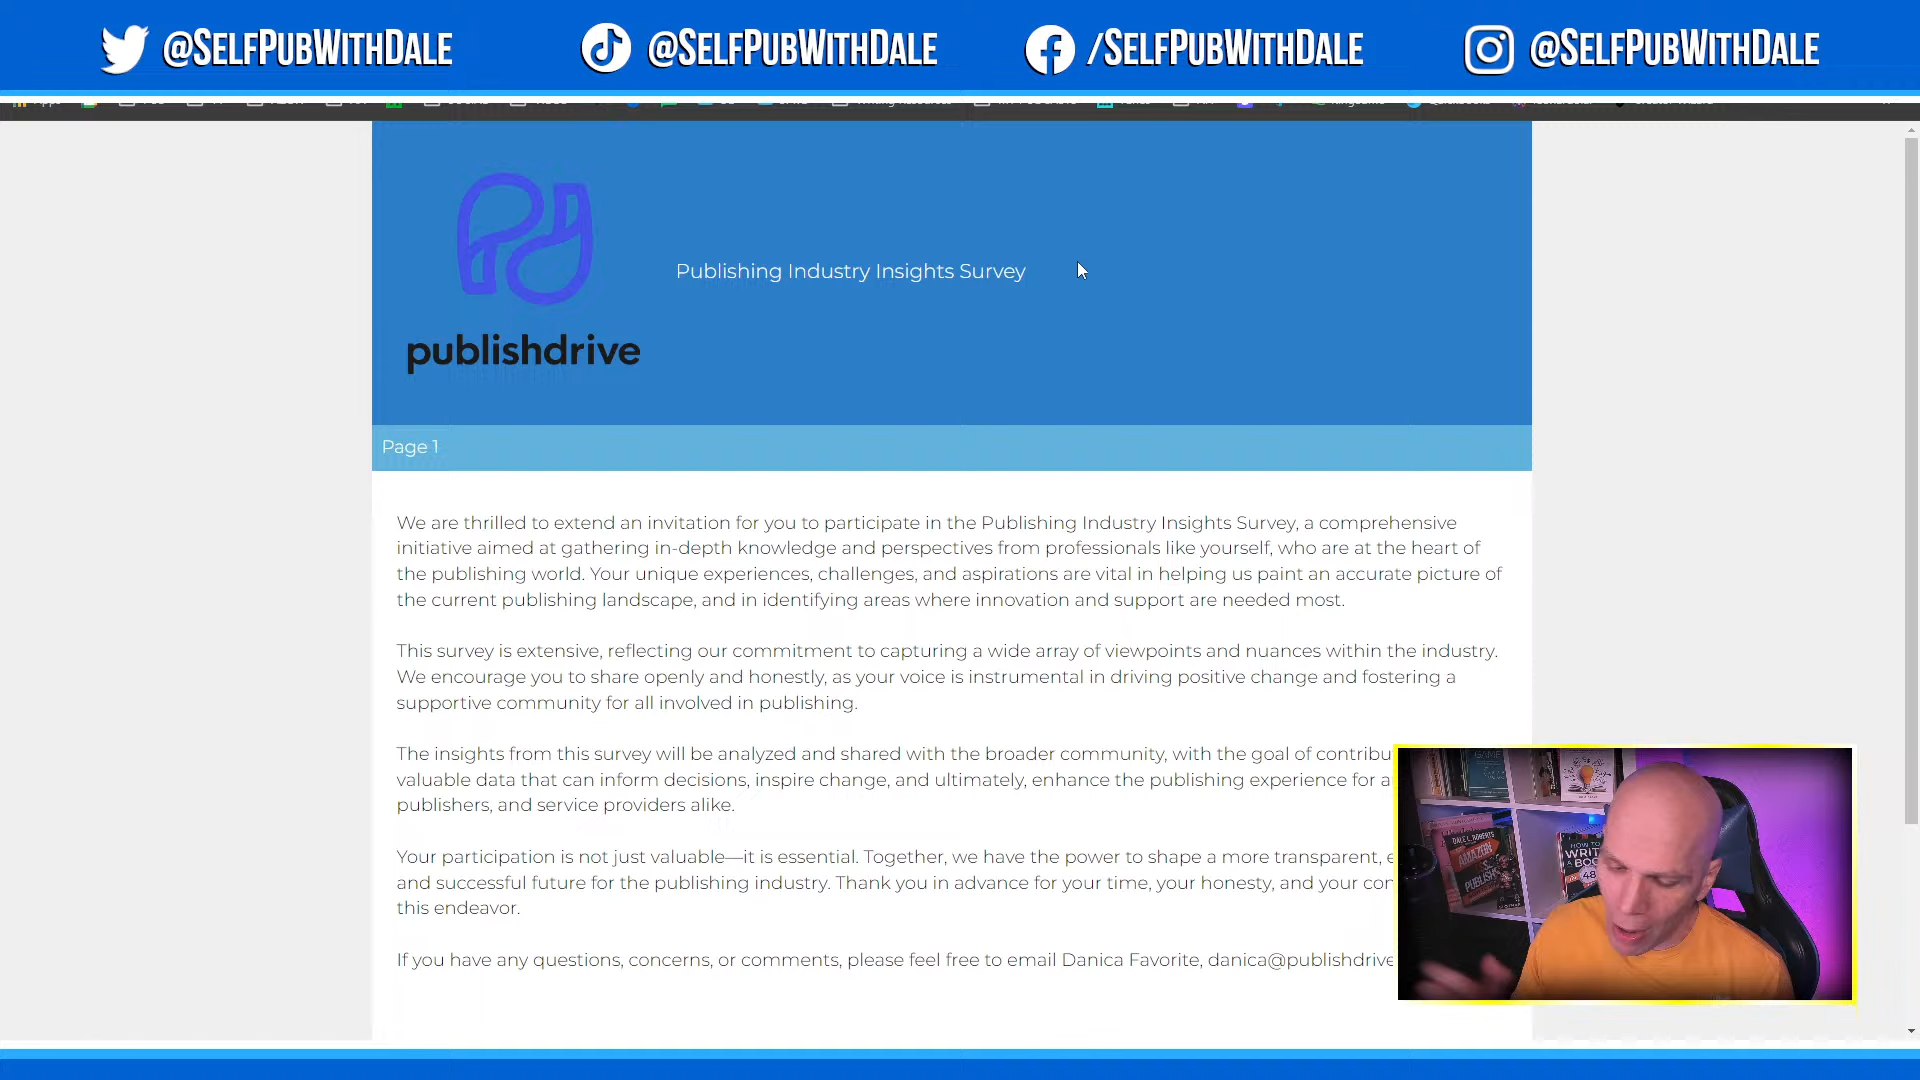 @SELFPUBWITHDALE @SELFPUBWITHDALE /SELFPUBWITHDALE @SELFPUBWITHDALE
Publishing Industry Insights Survey
publishdrive
Page 1
We are thrilled to extend an invitation for you to participate in the Publishing Industry Insights Survey, a comprehensive
initiative aimed at gathering in-depth knowledge and perspectives from professionals like yourself, who are at the heart of
the publishing world. Your unique experiences, challenges, and aspirations are vital in helping us paint an accurate picture of
the current publishing landscape, and in identifying areas where innovation and support are needed most.
This survey is extensive, reflecting our commitment to capturing a wide array of viewpoints and nuances within the industry.
We encourage you to share openly and honestly, as your voice is instrumental in driving positive change and fostering a
supportive community for all involved in publishing.
The insights from this survey will be analyzed and shared with the broader community, with the goal of
valuable data that can inform decisions, inspire change, and ultimately, enhance the publishing experience for
publishers, and service providers alike.
Your participation is not just valuable—it is essential. Together, we have the power to shape a more transparent,
and successful future for the publishing industry. Thank you in advance for your time, your honesty, and your
this endeavor.
If you have any questions, concerns, or comments, please feel free to email Danica Favorite, danica@publishdrive
DALE L. ROBERTS
AMAZON
HOW TO
WRIT
A BOO
48